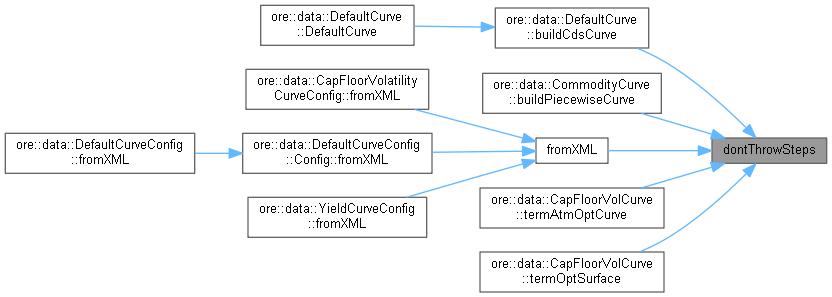 ore::data::DefaultCurve
::DefaultCurve
ore::data::DefaultCurve
::buildCdsCurve
ore::data::CapFloorVolatility
CurveConfig::fromXML
ore::data::CommodityCurve
::buildPiecewiseCurve
ore::data::DefaultCurveConfig
::fromXML
ore::data::DefaultCurveConfig
::Config::fromXML
fromXML
dontThrowSteps
ore::data::YieldCurveConfig
::fromXML
ore::data::CapFloorVolCurve
::termAtmOptCurve
ore::data::CapFloorVolCurve
::termOptSurface